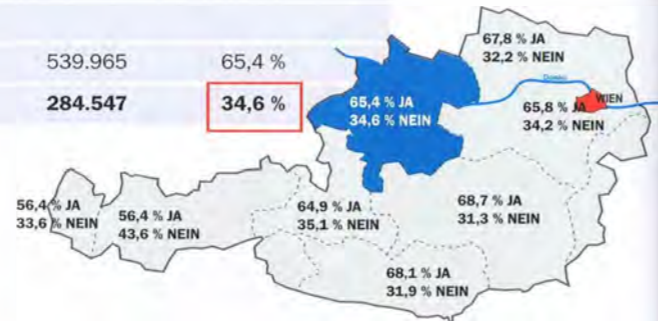 539.965 65,4 %
284.547 34,6 %
67,8 % JA
32,2 % NEIN
Donau
WIEN
65,4 % JA
34,6 % NEIN
65,8 % JA
34,2 % NEIN
56,4 % JA
33,6 % NEIN
56,4 % JA
43,6 % NEIN
64,9 % JA
35,1 % NEIN
68,7 % JA
31,3 % NEIN
68,1 % JA
31,9 % NEIN